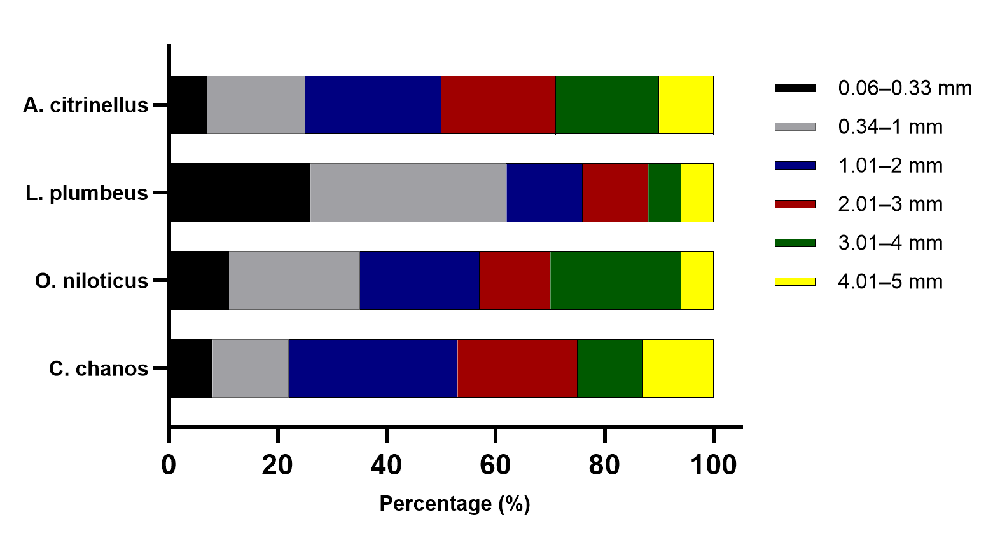 A. citrinellus
L. plumbeus
O. niloticus
C. chanos
0 20 40 60 80 100
Percentage (%)
0.06–0.33 mm
0.34–1 mm
1.01–2 mm
2.01–3 mm
3.01–4 mm
4.01–5 mm